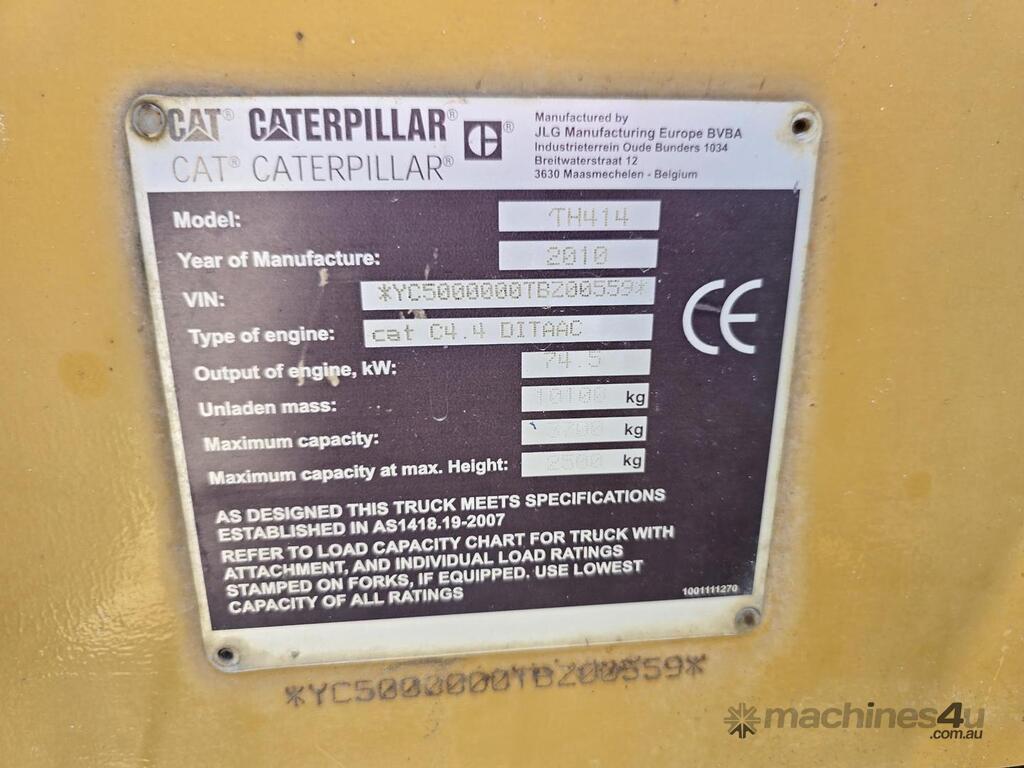 CAT® CATERPILLAR® ®
CAT® CATERPILLAR®
Manufactured by
JLG Manufacturing Europe BVBA
Industrieterrein Oude Bunders 1034
Breitwaterstraat 12
3630 Maasmechelen - Belgium
Model: TH414
Year of Manufacture: 2010
VIN: *YC5000000TBZ00559*
Type of engine: cat C4.4 DITAAC
Output of engine, kW: 74.5
Unladen mass: 10100 kg
Maximum capacity: kg
Maximum capacity at max. Height: 2500 kg
CE
AS DESIGNED THIS TRUCK MEETS SPECIFICATIONS
ESTABLISHED IN AS1418.19-2007
REFER TO LOAD CAPACITY CHART FOR TRUCK WITH
ATTACHMENT, AND INDIVIDUAL LOAD RATINGS
STAMPED ON FORKS, IF EQUIPPED. USE LOWEST
CAPACITY OF ALL RATINGS
1001111270
*YC5000000TBZ00559*
machines4u
.com.au